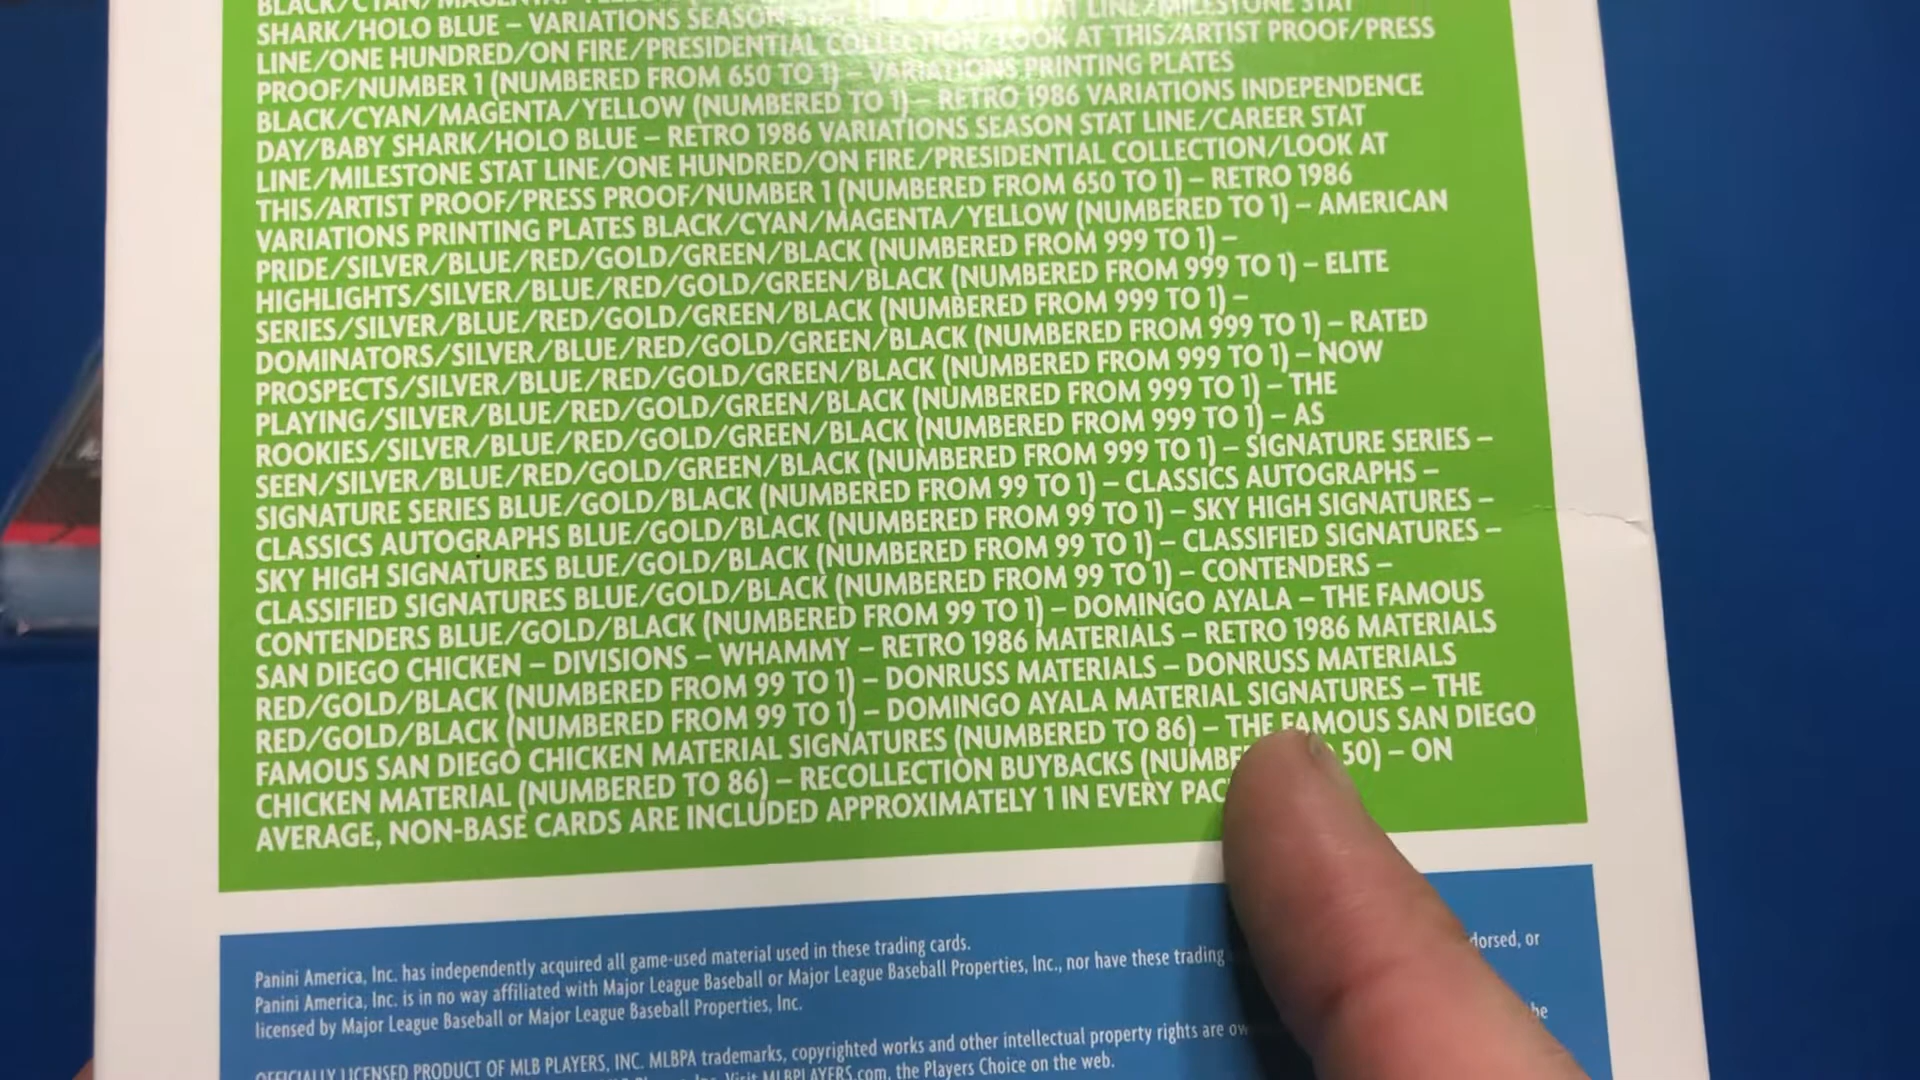 SHARK/HOLO BLUE – VARIATIONS SEASON STAT LINE/MILESTONE STAT
LINE/ONE HUNDRED/ON FIRE/PRESIDENTIAL COLLECTION/LOOK AT THIS/ARTIST PROOF/PRESS
PROOF/NUMBER 1 (NUMBERED FROM 650 TO 1) – VARIATIONS PRINTING PLATES
BLACK/CYAN/MAGENTA/YELLOW (NUMBERED TO 1) – RETRO 1986 VARIATIONS INDEPENDENCE
DAY/BABY SHARK/HOLO BLUE – RETRO 1986 VARIATIONS SEASON STAT LINE/CAREER STAT
LINE/MILESTONE STAT LINE/ONE HUNDRED/ON FIRE/PRESIDENTIAL COLLECTION/LOOK AT
THIS/ARTIST PROOF/PRESS PROOF/NUMBER 1 (NUMBERED FROM 650 TO 1) – RETRO 1986
VARIATIONS PRINTING PLATES BLACK/CYAN/MAGENTA/YELLOW (NUMBERED TO 1) – AMERICAN
PRIDE/SILVER/BLUE/RED/GOLD/GREEN/BLACK (NUMBERED FROM 999 TO 1) –
HIGHLIGHTS/SILVER/BLUE/RED/GOLD/GREEN/BLACK (NUMBERED FROM 999 TO 1) – ELITE
SERIES/SILVER/BLUE/RED/GOLD/GREEN/BLACK (NUMBERED FROM 999 TO 1) –
DOMINATORS/SILVER/BLUE/RED/GOLD/GREEN/BLACK (NUMBERED FROM 999 TO 1) – RATED
PROSPECTS/SILVER/BLUE/RED/GOLD/GREEN/BLACK (NUMBERED FROM 999 TO 1) – NOW
PLAYING/SILVER/BLUE/RED/GOLD/GREEN/BLACK (NUMBERED FROM 999 TO 1) – THE
ROOKIES/SILVER/BLUE/RED/GOLD/GREEN/BLACK (NUMBERED FROM 999 TO 1) – AS
SEEN/SILVER/BLUE/RED/GOLD/GREEN/BLACK (NUMBERED FROM 999 TO 1) – SIGNATURE SERIES –
SIGNATURE SERIES BLUE/GOLD/BLACK (NUMBERED FROM 99 TO 1) – CLASSICS AUTOGRAPHS –
CLASSICS AUTOGRAPHS BLUE/GOLD/BLACK (NUMBERED FROM 99 TO 1) – SKY HIGH SIGNATURES –
SKY HIGH SIGNATURES BLUE/GOLD/BLACK (NUMBERED FROM 99 TO 1) – CLASSIFIED SIGNATURES –
CLASSIFIED SIGNATURES BLUE/GOLD/BLACK (NUMBERED FROM 99 TO 1) – CONTENDERS –
CONTENDERS BLUE/GOLD/BLACK (NUMBERED FROM 99 TO 1) – DOMINGO AYALA – THE FAMOUS
SAN DIEGO CHICKEN – DIVISIONS – WHAMMY – RETRO 1986 MATERIALS – RETRO 1986 MATERIALS
RED/GOLD/BLACK (NUMBERED FROM 99 TO 1) – DONRUSS MATERIALS – DONRUSS MATERIALS
RED/GOLD/BLACK (NUMBERED FROM 99 TO 1) – DOMINGO AYALA MATERIAL SIGNATURES – THE
FAMOUS SAN DIEGO CHICKEN MATERIAL SIGNATURES (NUMBERED TO 86) – THE FAMOUS SAN DIEGO
CHICKEN MATERIAL (NUMBERED TO 86) – RECOLLECTION BUYBACKS 50) – ON
AVERAGE, NON-BASE CARDS ARE INCLUDED APPROXIMATELY 1 IN EVERY
Panini America, Inc. has independently acquired all game-used material used in these trading cards.
Panini America, Inc. is in no way affiliated with Major League Baseball or Major League Baseball Properties, Inc., nor have these trading or
licensed by Major League Baseball or Major League Baseball Properties, Inc.
OFFICIALLY LICENSED PRODUCT OF MLB PLAYERS, INC. MLBPA trademarks, copyrighted works and other intellectual property rights are be
Visit MLBPLAYERS.com, the Players Choice on the web.